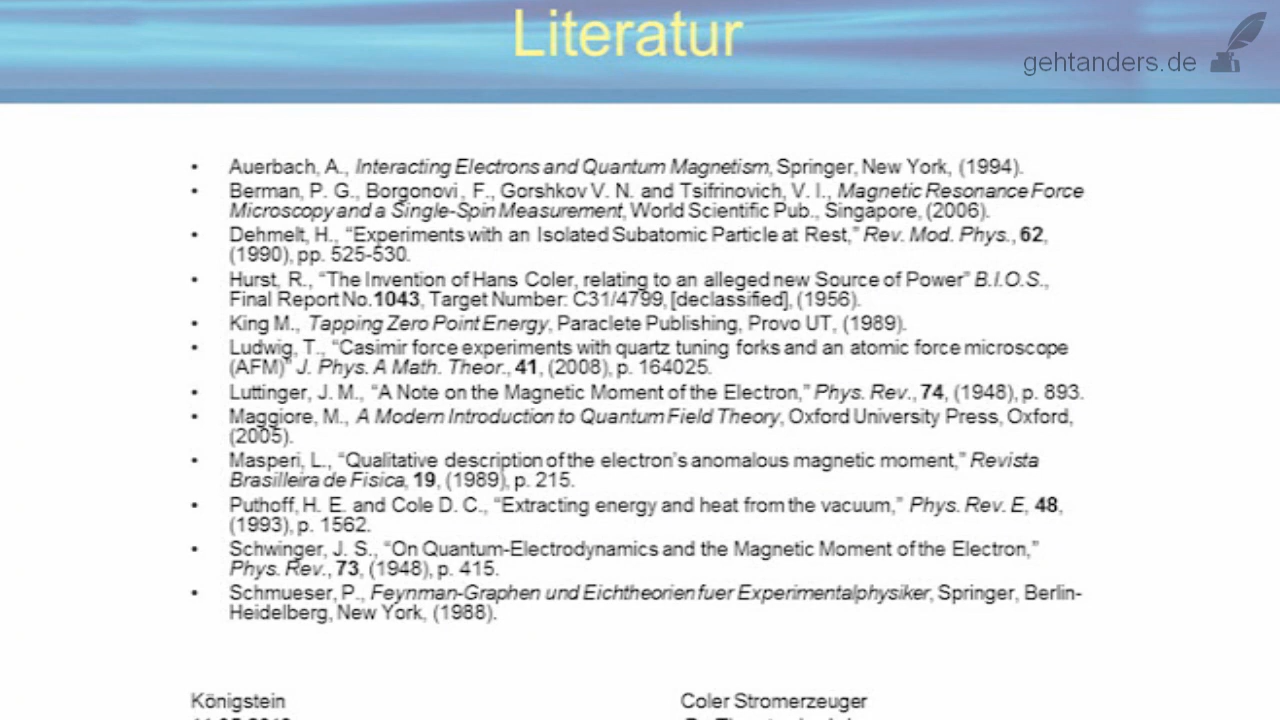 Literatur
gehtanders.de
• Auerbach, A., Interacting Electrons and Quantum Magnetism, Springer, New York, (1994).
• Berman, P. G., Borgonovi, F., Gorshkov V. N. and Tsifrinovich, V. I., Magnetic Resonance Force
Microscopy and a Single-Spin Measurement, World Scientific Pub., Singapore, (2006).
• Dehmelt, H., “Experiments with an Isolated Subatomic Particle at Rest,” Rev. Mod. Phys., 62,
(1990), pp. 525-530.
• Hurst, R., “The Invention of Hans Coler, relating to an alleged new Source of Power” B.I.O.S.,
Final Report No.1043, Target Number: C31/4799, [declassified], (1956).
• King M., Tapping Zero Point Energy, Paraclete Publishing, Provo UT, (1989).
• Ludwig, T., “Casimir force experiments with quartz tuning forks and an atomic force microscope
(AFM)” J. Phys. A Math. Theor., 41, (2008), p. 164025.
• Luttinger, J. M., “A Note on the Magnetic Moment of the Electron,” Phys. Rev., 74, (1948), p. 893.
• Maggiore, M., A Modern Introduction to Quantum Field Theory, Oxford University Press, Oxford,
(2005).
• Masperi, L., “Qualitative description of the electron's anomalous magnetic moment,” Revista
Brasilleira de Fisica, 19, (1989), p. 215.
• Puthoff, H. E. and Cole D. C., “Extracting energy and heat from the vacuum,” Phys. Rev. E, 48,
(1993), p. 1562.
• Schwinger, J. S., “On Quantum-Electrodynamics and the Magnetic Moment of the Electron,”
Phys. Rev., 73, (1948), p. 415.
• Schmueser, P., Feynman-Graphen und Eichtheorien fuer Experimentalphysiker, Springer, Berlin-
Heidelberg, New York, (1988).
Königstein
Coler Stromerzeuger